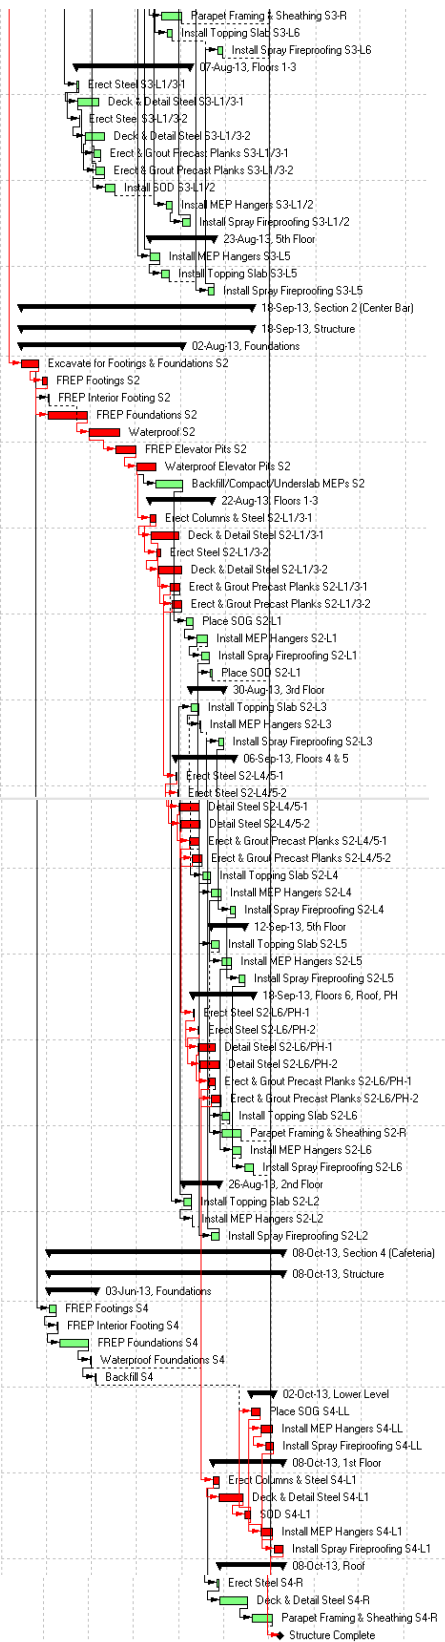 Parapet Framing & Sheathing S3-R
Install Topping Slab S3-L6
Install Spray Fireproofing S3-L6
07-Aug-13, Floors 1-3
Erect Steel S3-L1/3-1
Deck & Detail Steel S3-L1/3-1
Erect Steel S3-L1/3-2
Deck & Detail Steel S3-L1/3-2
Erect & Grout Precast Planks S3-L1/3-1
Erect & Grout Precast Planks S3-L1/3-2
Install SOD S3-L1/2
Install MEP Hangers S3-L1/2
Install Spray Fireproofing S3-L1/2
23-Aug-13, 5th Floor
Install MEP Hangers S3-L5
Install Topping Slab S3-L5
Install Spray Fireproofing S3-L5
18-Sep-13, Section 2 (Center Bar)
18-Sep-13, Structure
02-Aug-13, Foundations
Excavate for Footings & Foundations S2
FREP Footings S2
FREP Interior Footing S2
FREP Foundations S2
Waterproof S2
FREP Elevator Pits S2
Waterproof Elevator Pits S2
Backfill/Compact/Underslab MEPs S2
22-Aug-13, Floors 1-3
Erect Columns & Steel S2-L1/3-1
Deck & Detail Steel S2-L1/3-1
Erect Steel S2-L1/3-2
Deck & Detail Steel S2-L1/3-2
Erect & Grout Precast Planks S2-L1/3-1
Erect & Grout Precast Planks S2-L1/3-2
Place SOG S2-L1
Install MEP Hangers S2-L1
Install Spray Fireproofing S2-L1
Place SOD S2-L1
30-Aug-13, 3rd Floor
Install Topping Slab S2-L3
Install MEP Hangers S2-L3
Install Spray Fireproofing S2-L3
06-Sep-13, Floors 4 & 5
Erect Steel S2-L4/5-1
Erect Steel S2-L4/5-2
Detail Steel S2-L4/5-1
Detail Steel S2-L4/5-2
Erect & Grout Precast Planks S2-L4/5-1
Erect & Grout Precast Planks S2-L4/5-2
Install Topping Slab S2-L4
Install MEP Hangers S2-L4
Install Spray Fireproofing S2-L4
12-Sep-13, 5th Floor
Install Topping Slab S2-L5
Install MEP Hangers S2-L5
Install Spray Fireproofing S2-L5
18-Sep-13, Floors 6, Roof, PH
Erect Steel S2-L6/PH-1
Erect Steel S2-L6/PH-2
Detail Steel S2-L6/PH-1
Detail Steel S2-L6/PH-2
Erect & Grout Precast Planks S2-L6/PH-1
Erect & Grout Precast Planks S2-L6/PH-2
Install Topping Slab S2-L6
Parapet Framing & Sheathing S2-R
Install MEP Hangers S2-L6
Install Spray Fireproofing S2-L6
26-Aug-13, 2nd Floor
Install Topping Slab S2-L2
Install MEP Hangers S2-L2
Install Spray Fireproofing S2-L2
08-Oct-13, Section 4 (Cafeteria)
08-Oct-13, Structure
03-Jun-13, Foundations
FREP Footings S4
FREP Interior Footing S4
FREP Foundations S4
Waterproof Foundations S4
Backfill S4
02-Oct-13, Lower Level
Place SOG S4-LL
Install MEP Hangers S4-LL
Install Spray Fireproofing S4-LL
08-Oct-13, 1st Floor
Erect Columns & Steel S4-L1
Deck & Detail Steel S4-L1
SOD S4-L1
Install MEP Hangers S4-L1
Install Spray Fireproofing S4-L1
08-Oct-13, Roof
Erect Steel S4-R
Deck & Detail Steel S4-R
Parapet Framing & Sheathing S4-R
Structure Complete